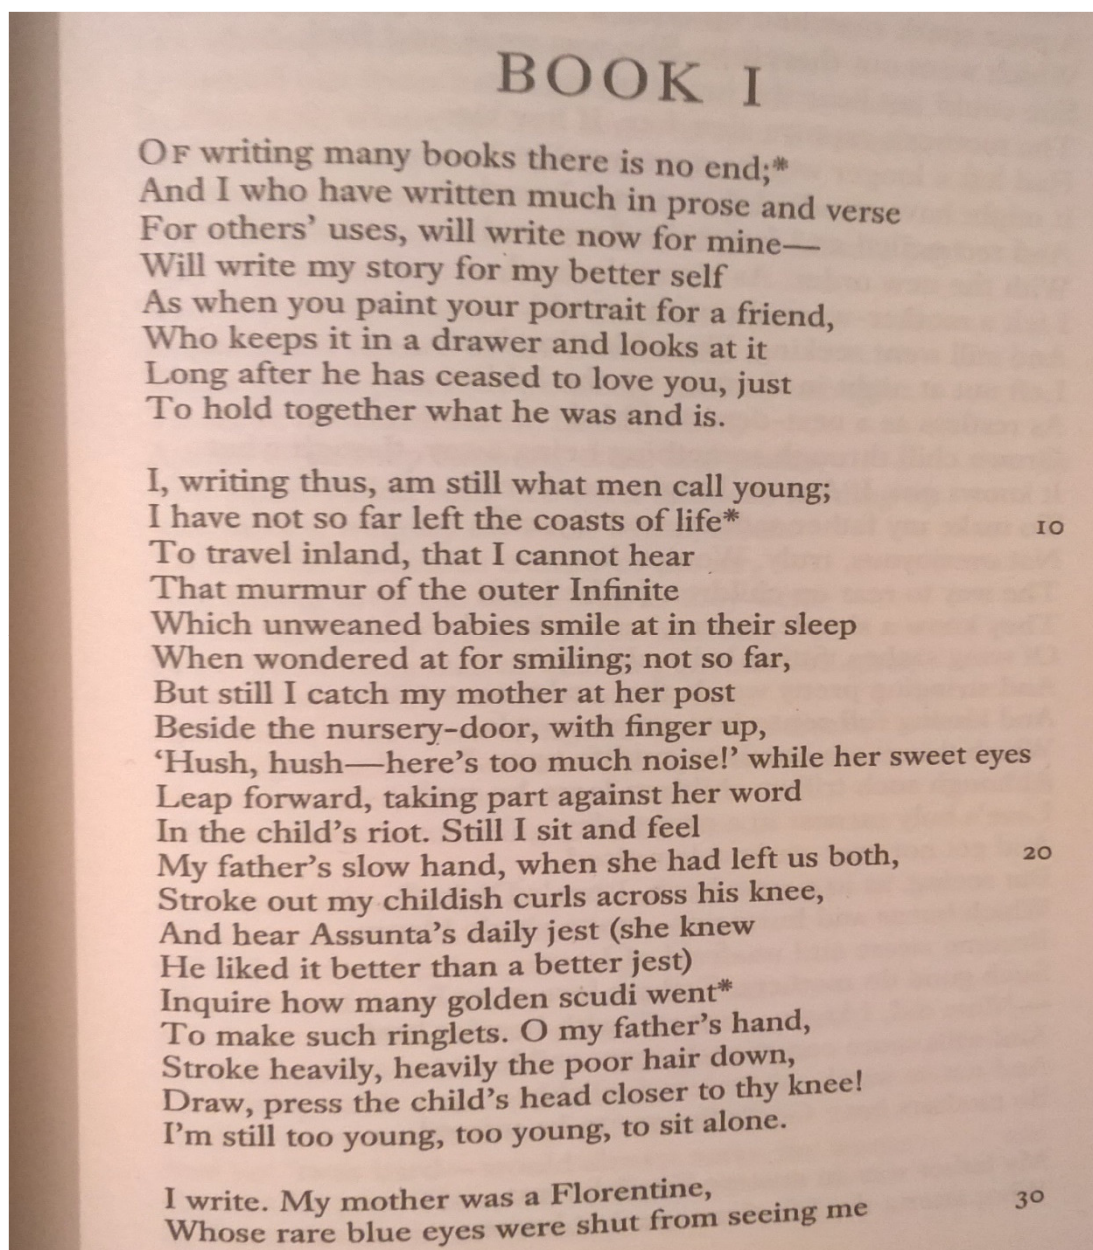 BOOK I
OF writing many books there is no end;*
And I who have written much in prose and verse
For others' uses, will write now for mine—
Will write my story for my better self
As when you paint your portrait for a friend,
Who keeps it in a drawer and looks at it
Long after he has ceased to love you, just
To hold together what he was and is.
I, writing thus, am still what men call young;
I have not so far left the coasts of life* 10
To travel inland, that I cannot hear
That murmur of the outer Infinite
Which unweaned babies smile at in their sleep
When wondered at for smiling; not so far,
But still I catch my mother at her post
Beside the nursery-door, with finger up,
‘Hush, hush—here's too much noise!’ while her sweet eyes
Leap forward, taking part against her word
In the child's riot. Still I sit and feel
My father's slow hand, when she had left us both, 20
Stroke out my childish curls across his knee,
And hear Assunta's daily jest (she knew
He liked it better than a better jest)
Inquire how many golden scudi went*
To make such ringlets. O my father's hand,
Stroke heavily, heavily the poor hair down,
Draw, press the child's head closer to thy knee!
I'm still too young, too young, to sit alone.
I write. My mother was a Florentine,
Whose rare blue eyes were shut from seeing me 30